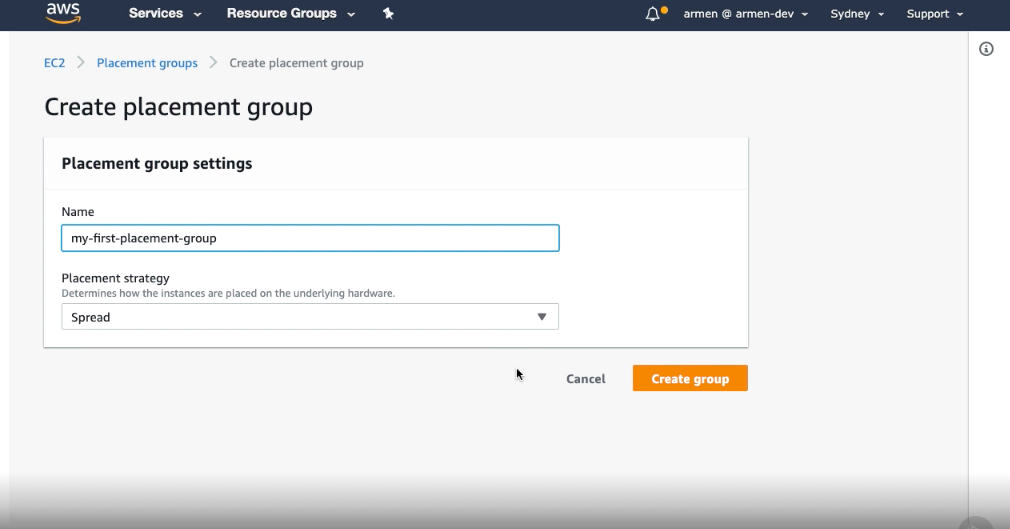 aws Services Resource Groups armen @ armen-dev Sydney Support
EC2 Placement groups Create placement group
Create placement group
Placement group settings
Name
my-first-placement-group
Placement strategy
Determines how the instances are placed on the underlying hardware.
Spread
Cancel Create group